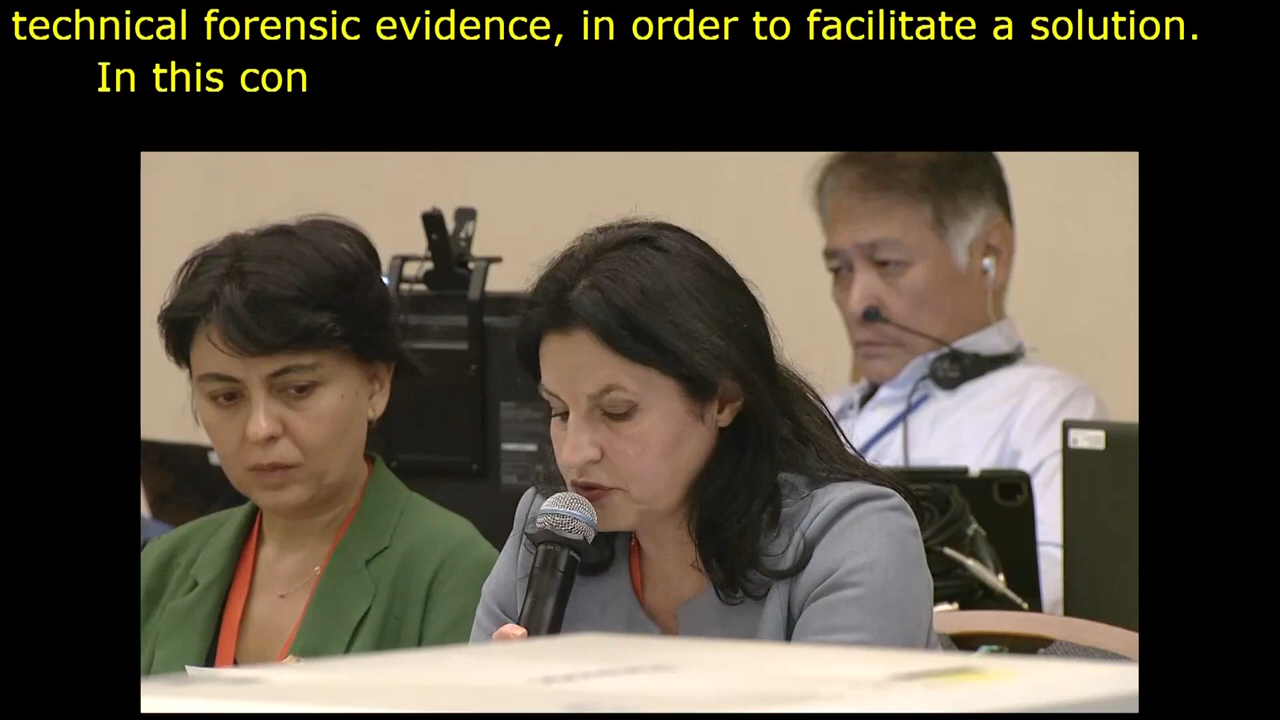 technical forensic evidence, in order to facilitate a solution.
In this con